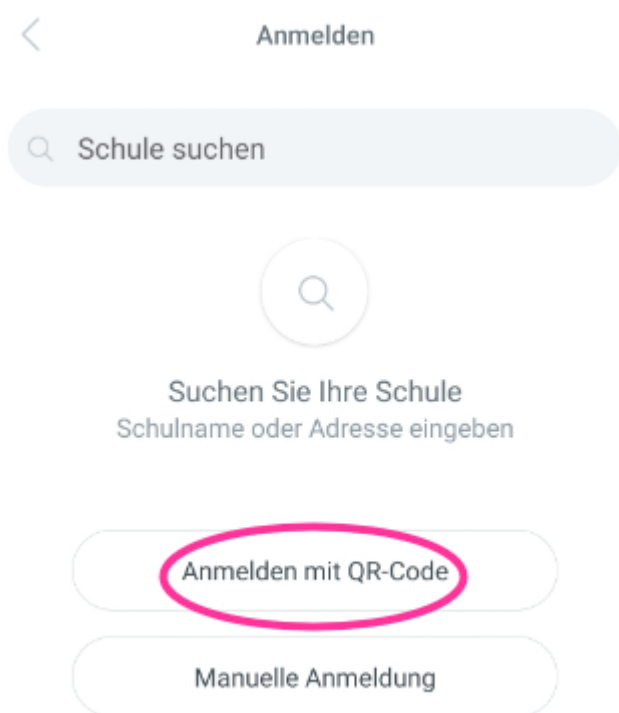 Anmelden
Schule suchen
Suchen Sie Ihre Schule
Schulname oder Adresse eingeben
Anmelden mit QR-Code
Manuelle Anmeldung